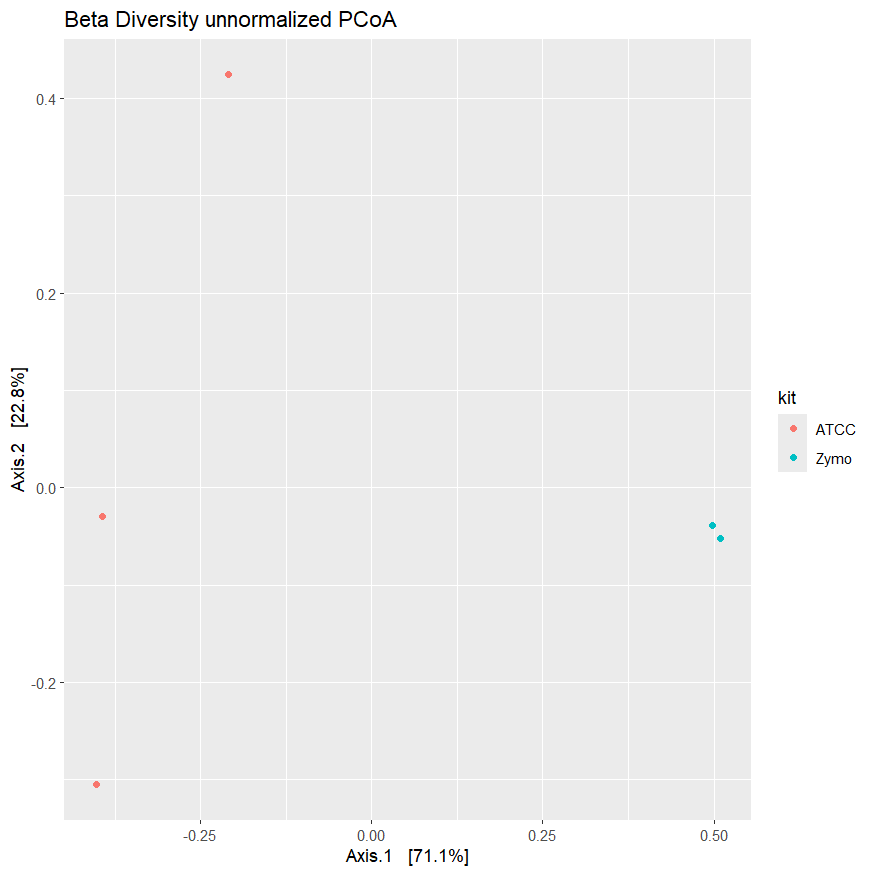 Beta Diversity unnormalized PCoA
0.4
0.2
0.0
-0.2
Axis.2 [22.8%]
-0.25
0.00
0.25
0.50
Axis.1 [71.1%]
kit
ATCC
Zymo